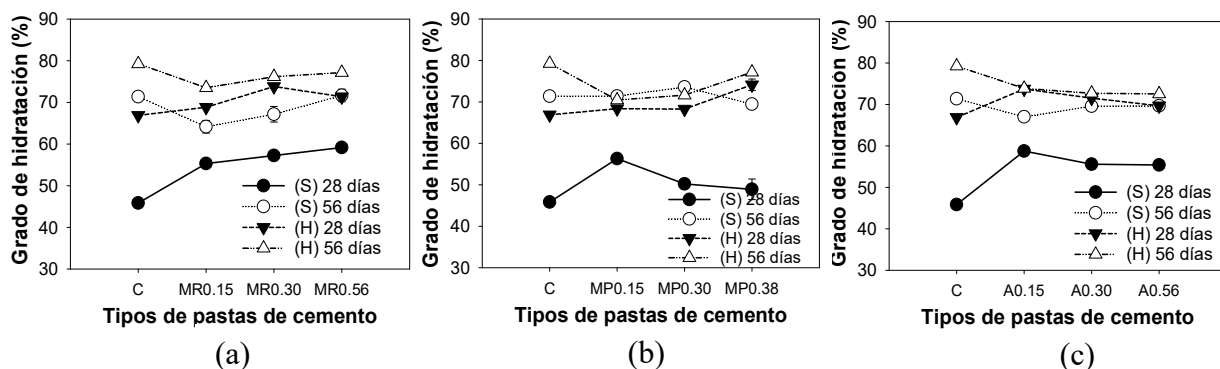 Grado de hidratación (%)
90
80
70
60
50
40
30
(S) 28 días
(S) 56 días
(H) 28 días
(H) 56 días
C MR0.15 MR0.30 MR0.56
Tipos de pastas de cemento
(a)
Grado de hidratación (%)
90
80
70
60
50
40
30
(S) 28 días
(S) 56 días
(H) 28 días
(H) 56 días
C MP0.15 MP0.30 MP0.38
Tipos de pastas de cemento
(b)
Grado de hidratación (%)
90
80
70
60
50
40
30
(S) 28 días
(S) 56 días
(H) 28 días
(H) 56 días
C A0.15 A0.30 A0.56
Tipos de pastas de cemento
(c)